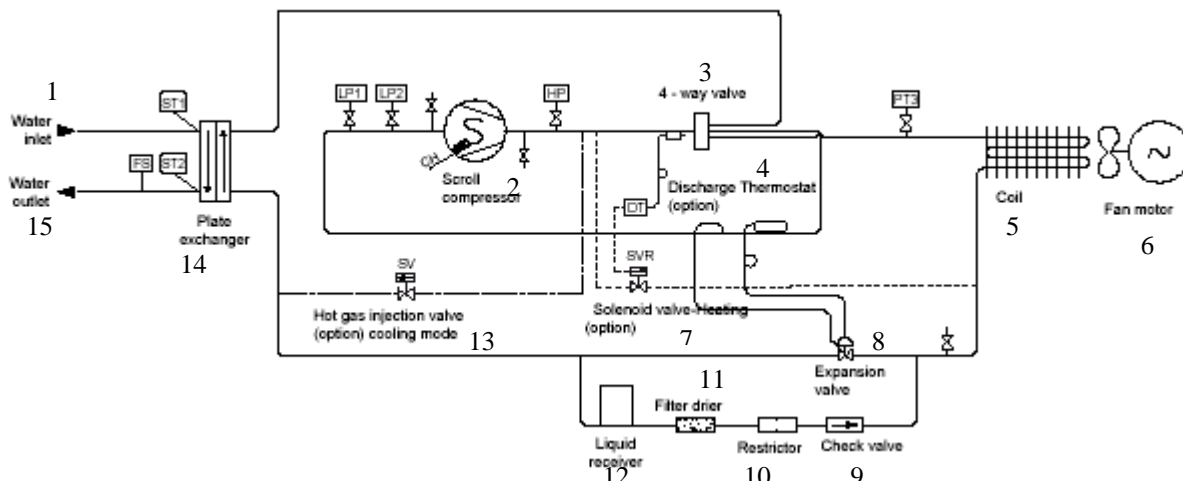 1
ST1
Water
inlet
FS
ST2
Water
outlet
15
Plate
exchanger
14
LP1
LP2
HP
3
4 - way valve
PT3
CH
2
Scroll
compressor
4
Discharge Thermostat
(option)
DT
Coil
5
Fan motor
6
SV
SVR
Hot gas injection valve
(option) cooling mode
13
Solenoid valve-Heating
(option)
7
8
Expansion
valve
11
Filter drier
Liquid
receiver
12
Restrictor
10
Check valve
9